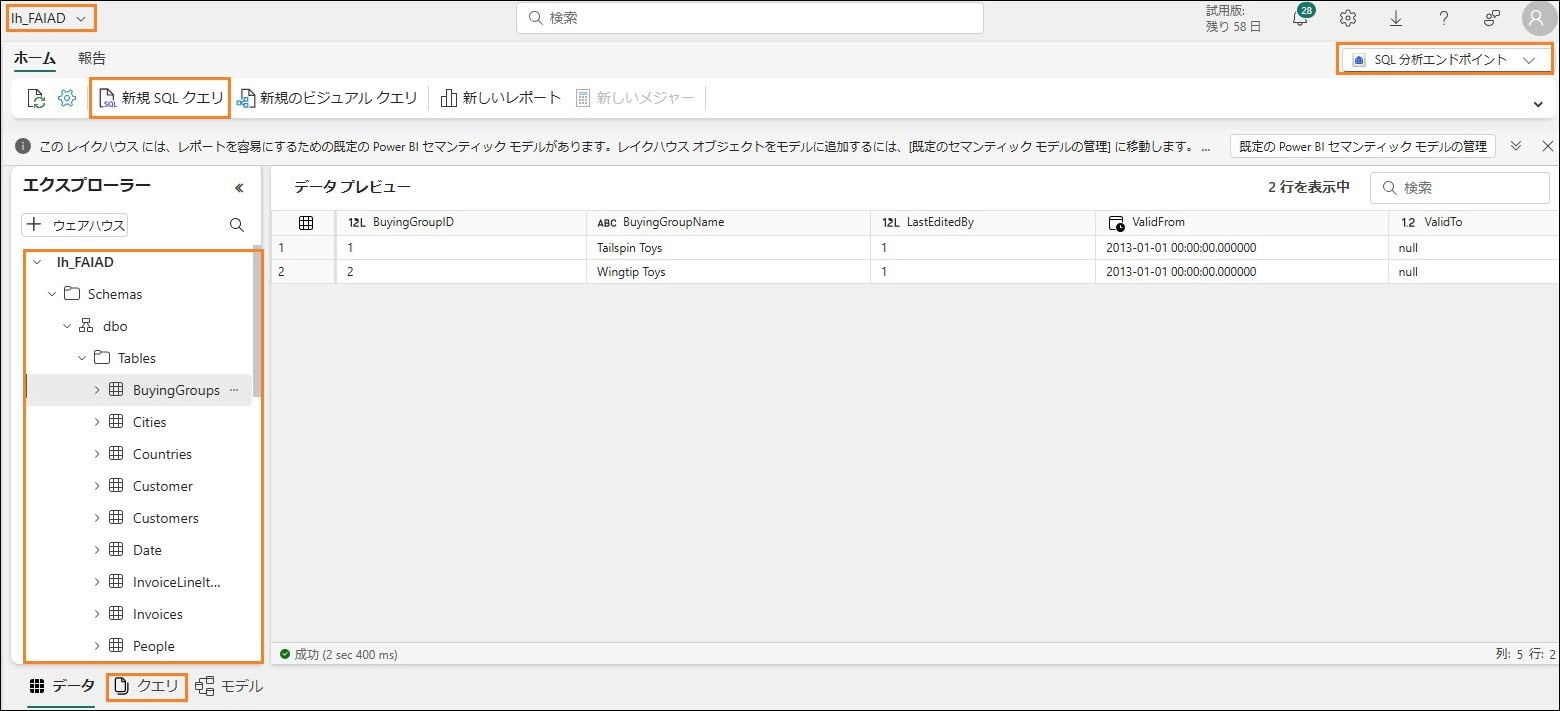 lh_FAIAD
検索
試用版:
残り 58 日
28
ホーム 報告
SQL 分析エンドポイント
新規 SQL クエリ 新規のビジュアル クエリ 新しいレポート 新しいメジャー
この レイクハウス には、レポートを容易にするための既定の Power BI セマンティック モデルがあります。レイクハウス オブジェクトをモデルに追加するには、[既定のセマンティック モデルの管理] に移動します。 ... 既定の Power BI セマンティック モデルの管理
エクスプローラー
ウェアハウス
lh_FAIAD
Schemas
dbo
Tables
BuyingGroups ...
Cities
Countries
Customer
Customers
Date
InvoiceLineIt...
Invoices
People
データ プレビュー 2 行を表示中 検索
12L BuyingGroupID ABC BuyingGroupName 12L LastEditedBy ValidFrom 1.2 ValidTo
1 1 Tailspin Toys 1 2013-01-01 00:00:00.000000 null
2 2 Wingtip Toys 1 2013-01-01 00:00:00.000000 null
成功 (2 sec 400 ms) 列: 5 行: 2
データ クエリ モデル